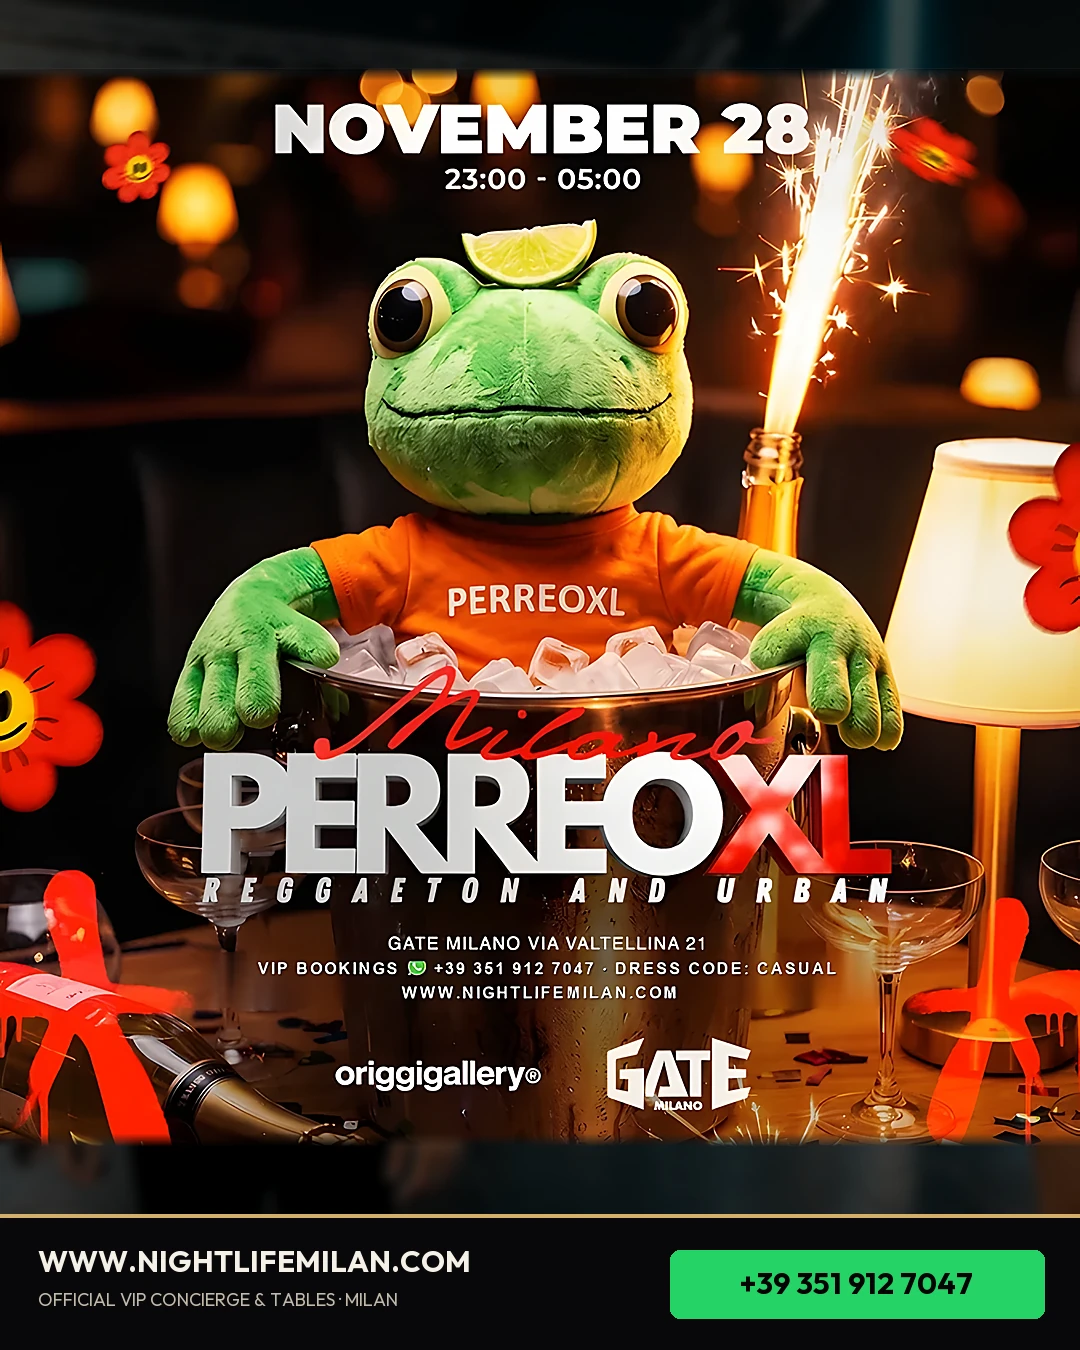 NOVEMBER 28
23:00 - 05:00
PERREOXL
Milano
PERREOXL
REGGAETON AND URBAN
GATE MILANO VIA VALTELLINA 21
VIP BOOKINGS +39 351 912 7047 · DRESS CODE: CASUAL
WWW.NIGHTLIFEMILAN.COM
origgigallery®
GATE
MILANO
WWW.NIGHTLIFEMILAN.COM
+39 351 912 7047
OFFICIAL VIP CONCIERGE & TABLES · MILAN